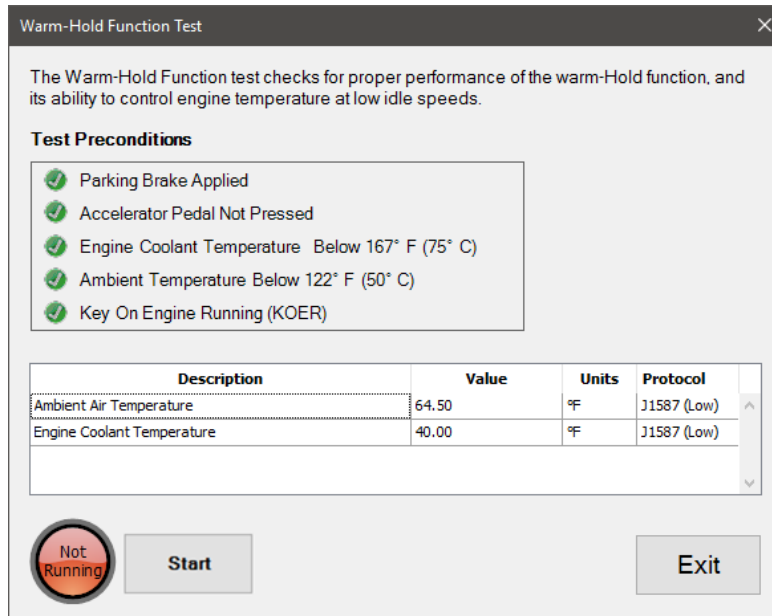 Warm-Hold Function Test
The Warm-Hold Function test checks for proper performance of the warm-Hold function, and
its ability to control engine temperature at low idle speeds.
Test Preconditions
Parking Brake Applied
Accelerator Pedal Not Pressed
Engine Coolant Temperature Below 167° F (75° C)
Ambient Temperature Below 122° F (50° C)
Key On Engine Running (KOER)
Description Value Units Protocol
Ambient Air Temperature 64.50 °F J1587 (Low)
Engine Coolant Temperature 40.00 °F J1587 (Low)
Not
Running
Start
Exit